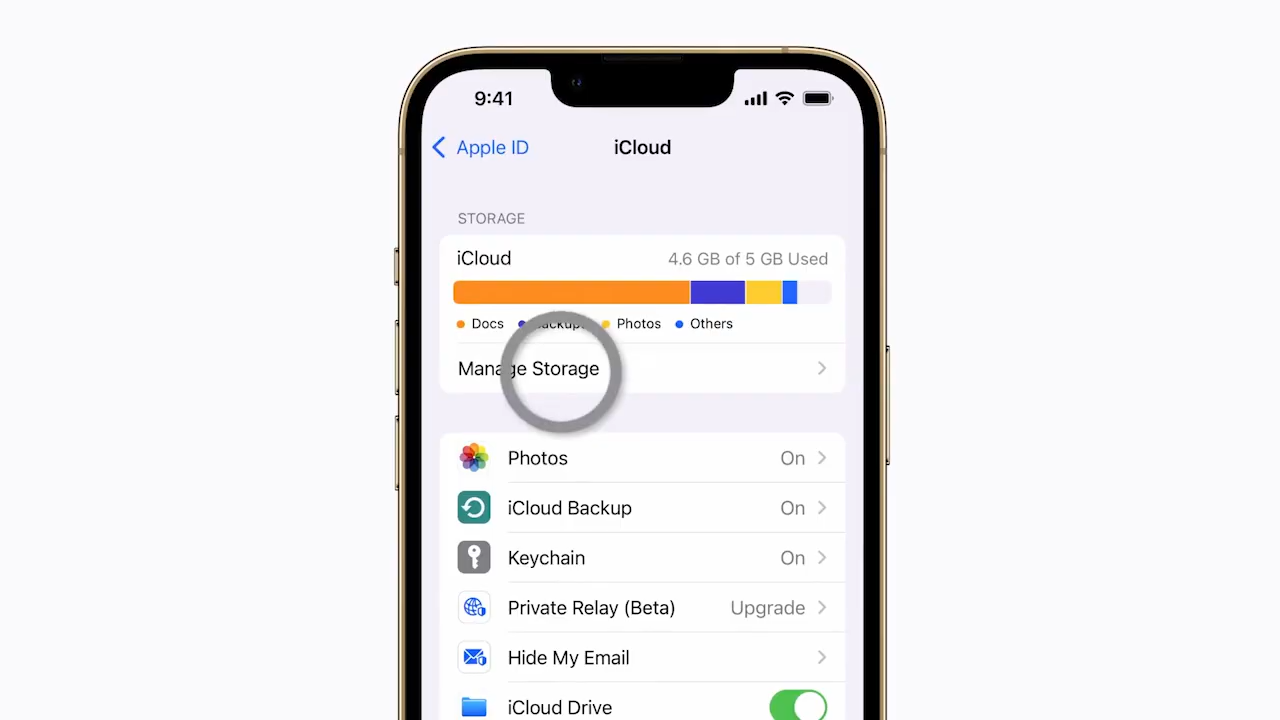 9:41
Apple ID
iCloud
STORAGE
iCloud 4.6 GB of 5 GB Used
Docs Backups Photos Others
Manage Storage
Photos On
iCloud Backup On
Keychain On
Private Relay (Beta) Upgrade
Hide My Email
iCloud Drive